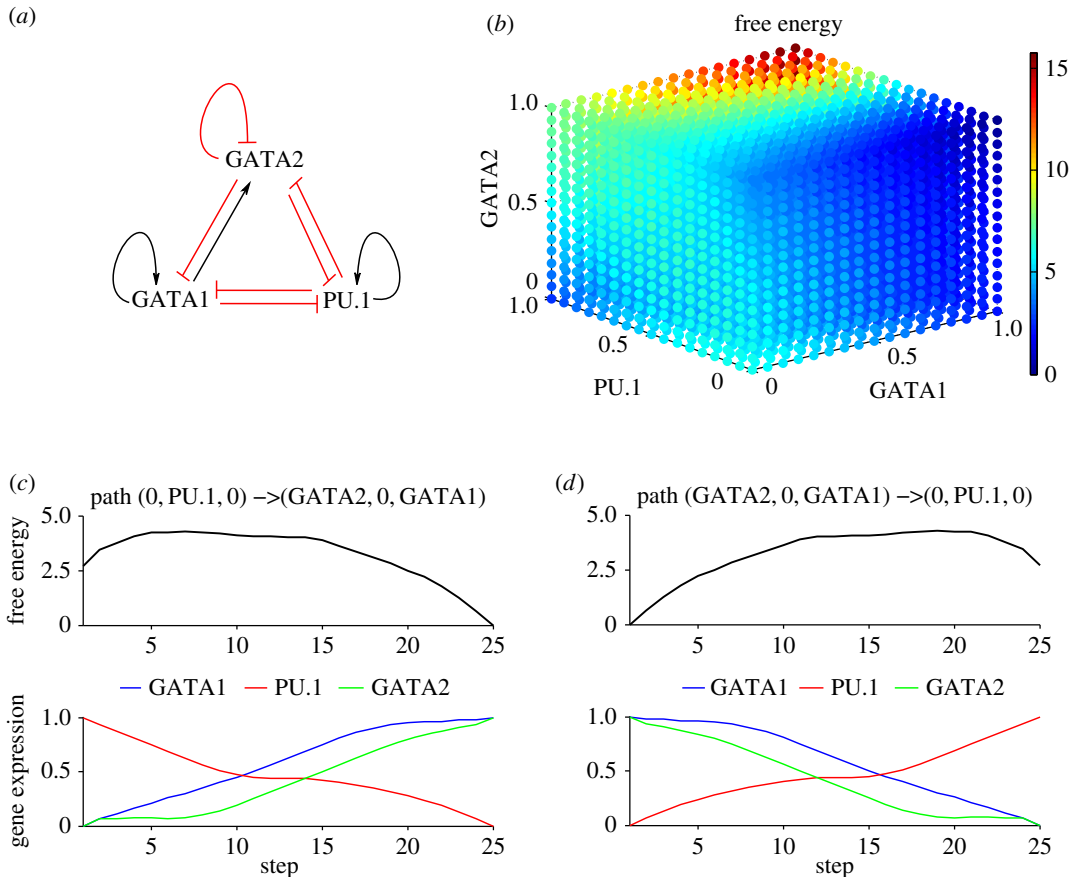 (a)
GATA2
GATA1
PU.1
(b)
free energy
15
10
5
0
1.0
0.5
0
GATA2
1.0
0.5
0
PU.1
0
0.5
1.0
GATA1
(c)
path (0, PU.1, 0) –>(GATA2, 0, GATA1)
free energy
5.0
2.5
0
5 10 15 20 25
GATA1 PU.1 GATA2
gene expression
1.0
0.5
0
5 10 15 20 25
step
(d)
path (GATA2, 0, GATA1) –>(0, PU.1, 0)
5.0
2.5
0
5 10 15 20 25
GATA1 PU.1 GATA2
1.0
0.5
0
5 10 15 20 25
step